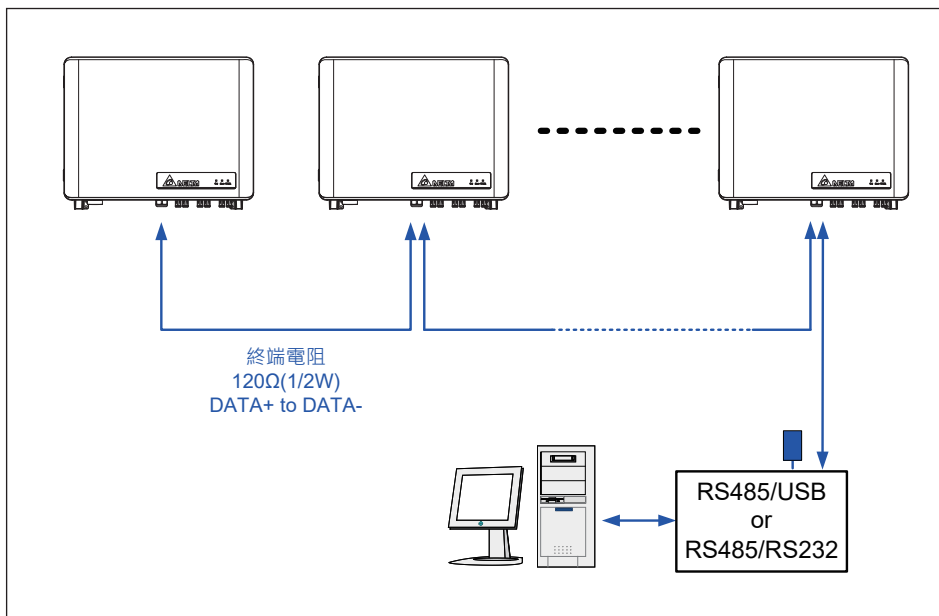 終端電阻
120Ω(1/2W)
DATA+ to DATA-
RS485/USB
or
RS485/RS232